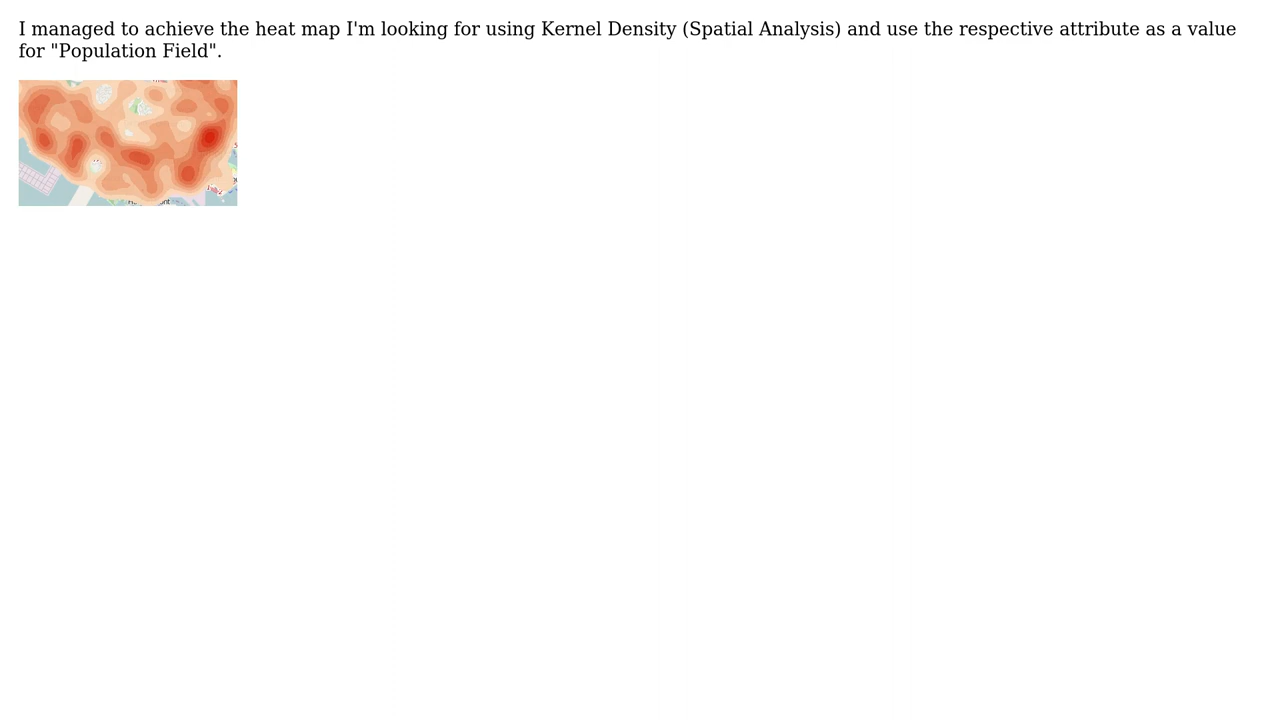 I managed to achieve the heat map I'm looking for using Kernel Density (Spatial Analysis) and use the respective attribute as a value
for "Population Field".